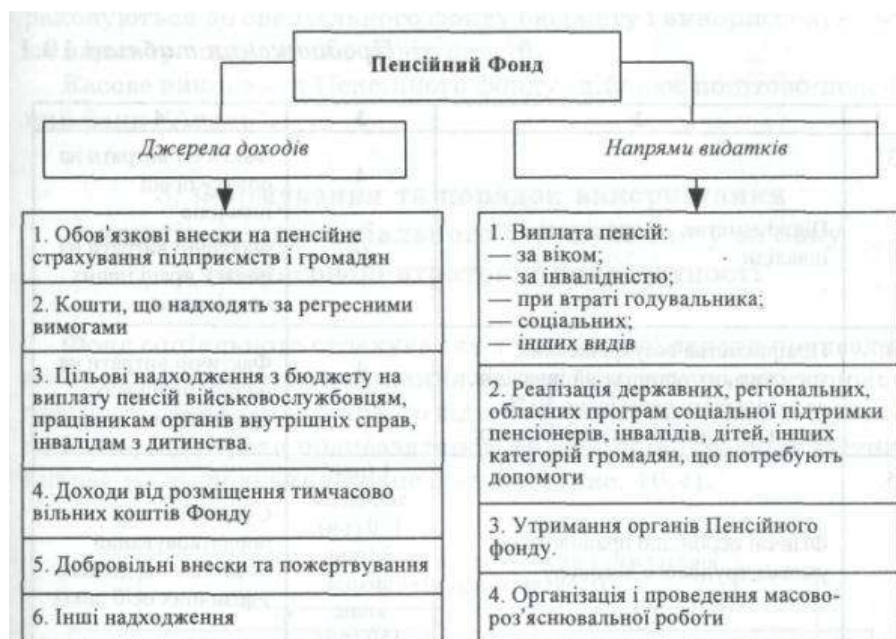 Пенсійний Фонд
Джерела доходів
Напрями видатків
1. Обов'язкові внески на пенсійне
страхування підприємств і громадян
2. Кошти, що надходять за регресними
вимогами
3. Цільові надходження з бюджету на
виплату пенсій військовослужбовцям,
працівникам органів внутрішніх справ,
інвалідам з дитинства.
4. Доходи від розміщення тимчасово
вільних коштів Фонду
5. Добровільні внески та пожертвування
6. Інші надходження
1. Виплата пенсій:
— за віком;
— за інвалідністю;
— при втраті годувальника;
— соціальних;
— інших видів
2. Реалізація державних, регіональних,
обласних програм соціальної підтримки
пенсіонерів, інвалідів, дітей, інших
категорій громадян, що потребують
допомоги
3. Утримання органів Пенсійного
фонду.
4. Організація і проведення масово-
роз'яснювальної роботи